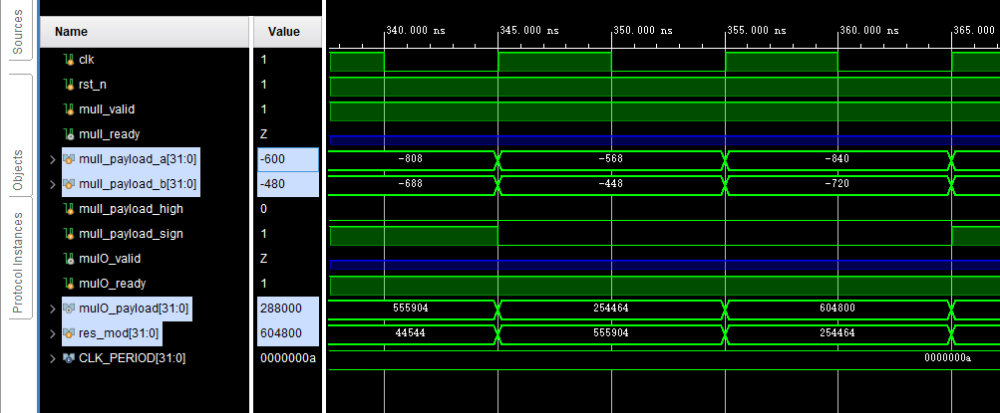 Sources
Objects
Protocol Instances
Name Value
340.000 ns 345.000 ns 350.000 ns 355.000 ns 360.000 ns 365.000
clk 1
rst_n 1
mulI_valid 1
mulI_ready Z
mulI_payload_a[31:0] -600 -808 -568 -840
mulI_payload_b[31:0] -480 -688 -448 -720
mulI_payload_high 0
mulI_payload_sign 1
mulO_valid Z
mulO_ready 1
mulO_payload[31:0] 288000 555904 254464 604800
res_mod[31:0] 604800 44544 555904 254464
CLK_PERIOD[31:0] 0000000a 0000000a